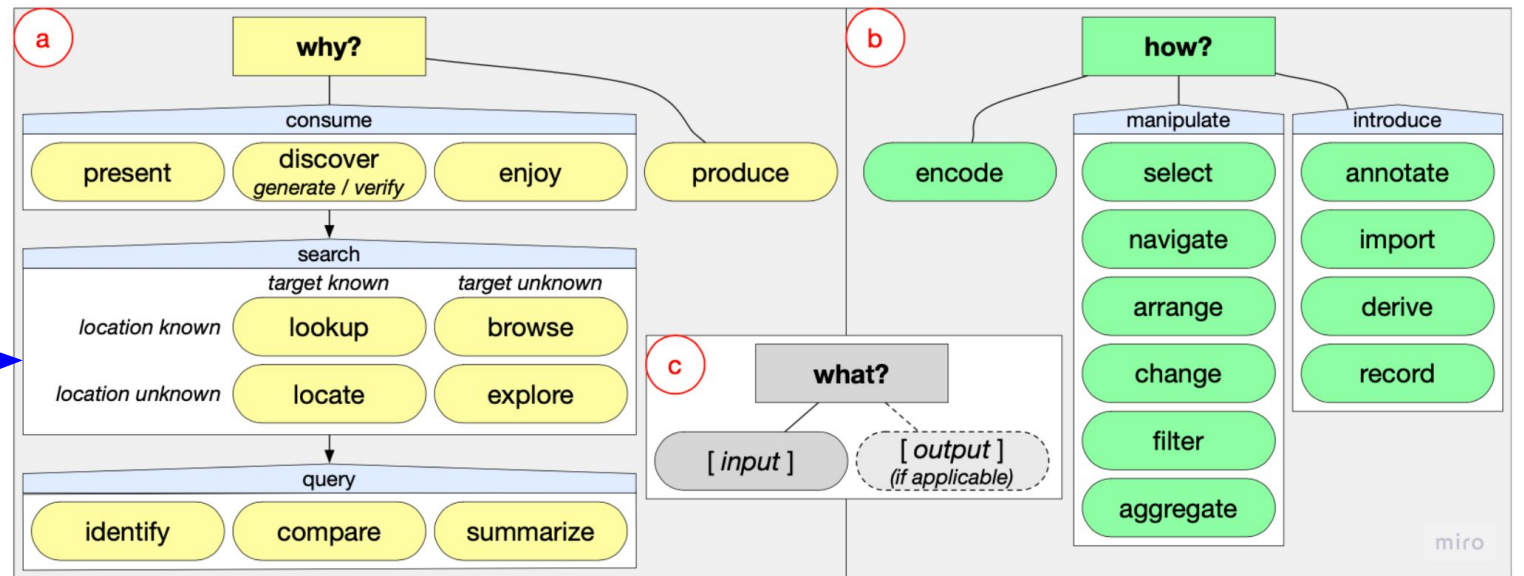 a
why?
consume
present
discover
generate / verify
enjoy
produce
search
target known
target unknown
location known
lookup
browse
location unknown
locate
explore
query
identify
compare
summarize
b
how?
encode
manipulate
select
navigate
arrange
change
filter
aggregate
introduce
annotate
import
derive
record
c
what?
[ input ]
[ output ]
(if applicable)
miro